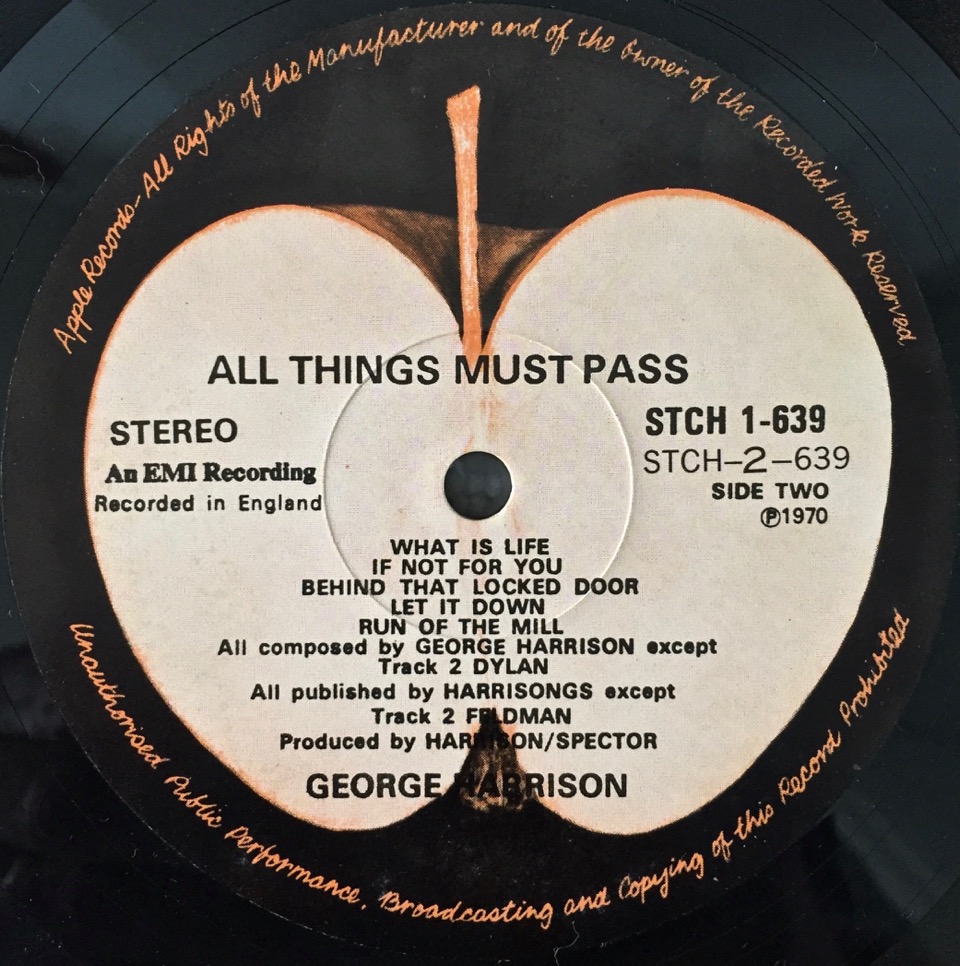 Apple Records - All Rights of the Manufacturer and of the Owner of the Recorded Work Reserved
ALL THINGS MUST PASS
STEREO
An EMI Recording
Recorded in England
STCH 1-639
STCH-2-639
SIDE TWO
Ⓟ1970
WHAT IS LIFE
IF NOT FOR YOU
BEHIND THAT LOCKED DOOR
LET IT DOWN
RUN OF THE MILL
All composed by GEORGE HARRISON except
Track 2 DYLAN
All published by HARRISONGS except
Track 2 FELDMAN
Produced by HARRISON/SPECTOR
GEORGE HARRISON
Unauthorised Public Performance, Broadcasting and Copying of this Record Prohibited